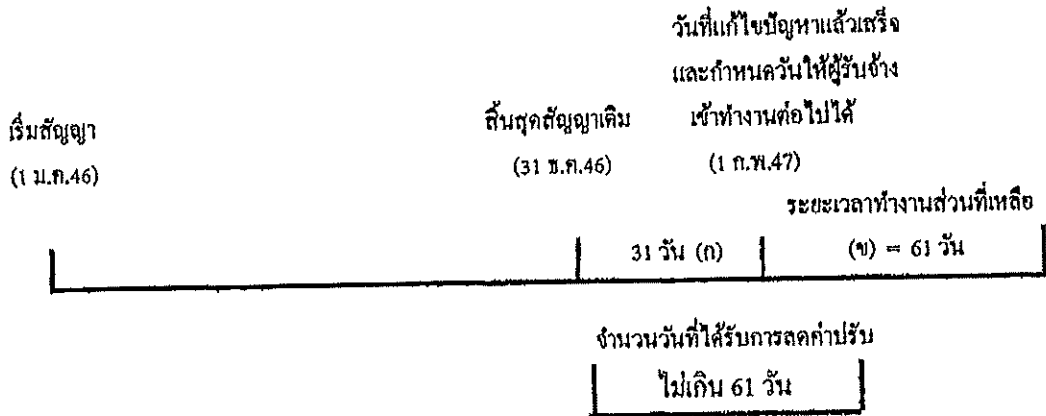 วันที่แก้ไขปัญหาแล้วเสร็จ
และกำหนดวันให้ผู้รับจ้าง
เริ่มสัญญา สิ้นสุดสัญญาเดิม เข้าทำงานต่อไปได้
(1 ม.ค.46) (31 ธ.ค.46) (1 ก.พ.47)
ระยะเวลาทำงานส่วนที่เหลือ
31 วัน (ก) (ข) = 61 วัน
จำนวนวันที่ได้รับการลดค่าปรับ
ไม่เกิน 61 วัน